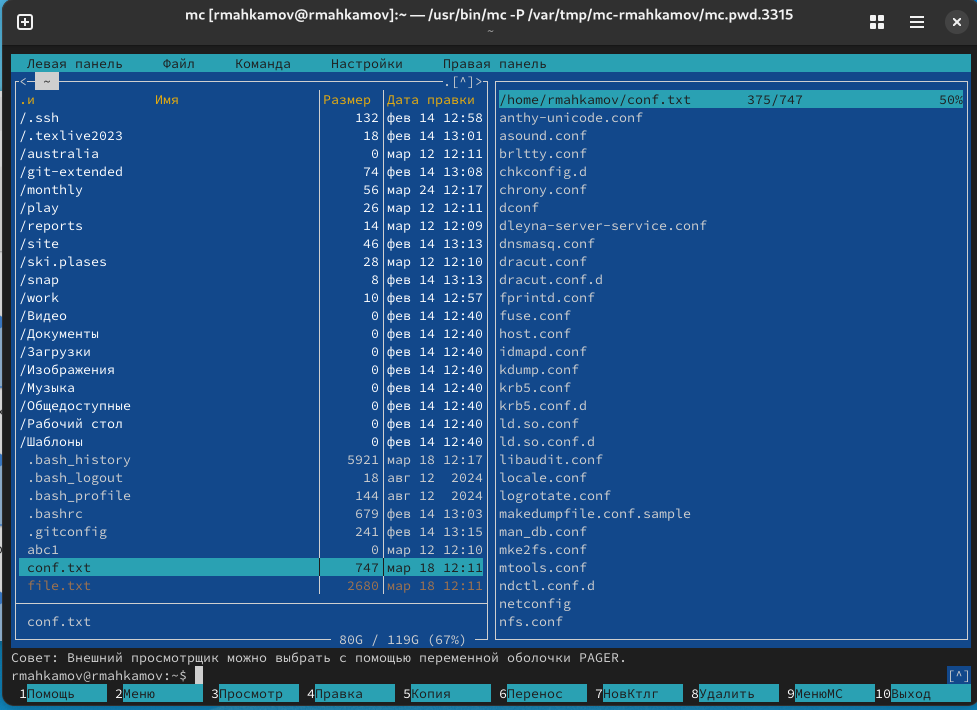 mc [rmahkamov@rmahkamov]:~ — /usr/bin/mc -P /var/tmp/mc-rmahkamov/mc.pwd.3315
~
Левая панель Файл Команда Настройки Правая панель
<─ ~ ─.[^]>
.и Имя Размер Дата правки
/.ssh 132 фев 14 12:58
/.texlive2023 18 фев 14 13:01
/australia 0 мар 12 12:11
/git-extended 74 фев 14 13:08
/monthly 56 мар 24 12:17
/play 26 мар 12 12:11
/reports 14 мар 12 12:09
/site 46 фев 14 13:13
/ski.plases 28 мар 12 12:10
/snap 8 фев 14 13:13
/work 10 фев 14 12:57
/Видео 0 фев 14 12:40
/Документы 0 фев 14 12:40
/Загрузки 0 фев 14 12:40
/Изображения 0 фев 14 12:40
/Музыка 0 фев 14 12:40
/Общедоступные 0 фев 14 12:40
/Рабочий стол 0 фев 14 12:40
/Шаблоны 0 фев 14 12:40
.bash_history 5921 мар 18 12:17
.bash_logout 18 авг 12 2024
.bash_profile 144 авг 12 2024
.bashrc 679 фев 14 13:03
.gitconfig 241 фев 14 13:15
abc1 0 мар 12 12:10
conf.txt 747 мар 18 12:11
file.txt 2680 мар 18 12:11
conf.txt
80G / 119G (67%)
/home/rmahkamov/conf.txt 375/747 50%
anthy-unicode.conf
asound.conf
brltty.conf
chkconfig.d
chrony.conf
dconf
dleyna-server-service.conf
dnsmasq.conf
dracut.conf
dracut.conf.d
fprintd.conf
fuse.conf
host.conf
idmapd.conf
kdump.conf
krb5.conf
krb5.conf.d
ld.so.conf
ld.so.conf.d
libaudit.conf
locale.conf
logrotate.conf
makedumpfile.conf.sample
man_db.conf
mke2fs.conf
mtools.conf
ndctl.conf.d
netconfig
nfs.conf
Совет: Внешний просмотрщик можно выбрать с помощью переменной оболочки PAGER.
rmahkamov@rmahkamov:~$ [^]
1Помощь 2Меню 3Просмотр 4Правка 5Копия 6Перенос 7НовКтлг 8Удалить 9МенюМС 10Выход